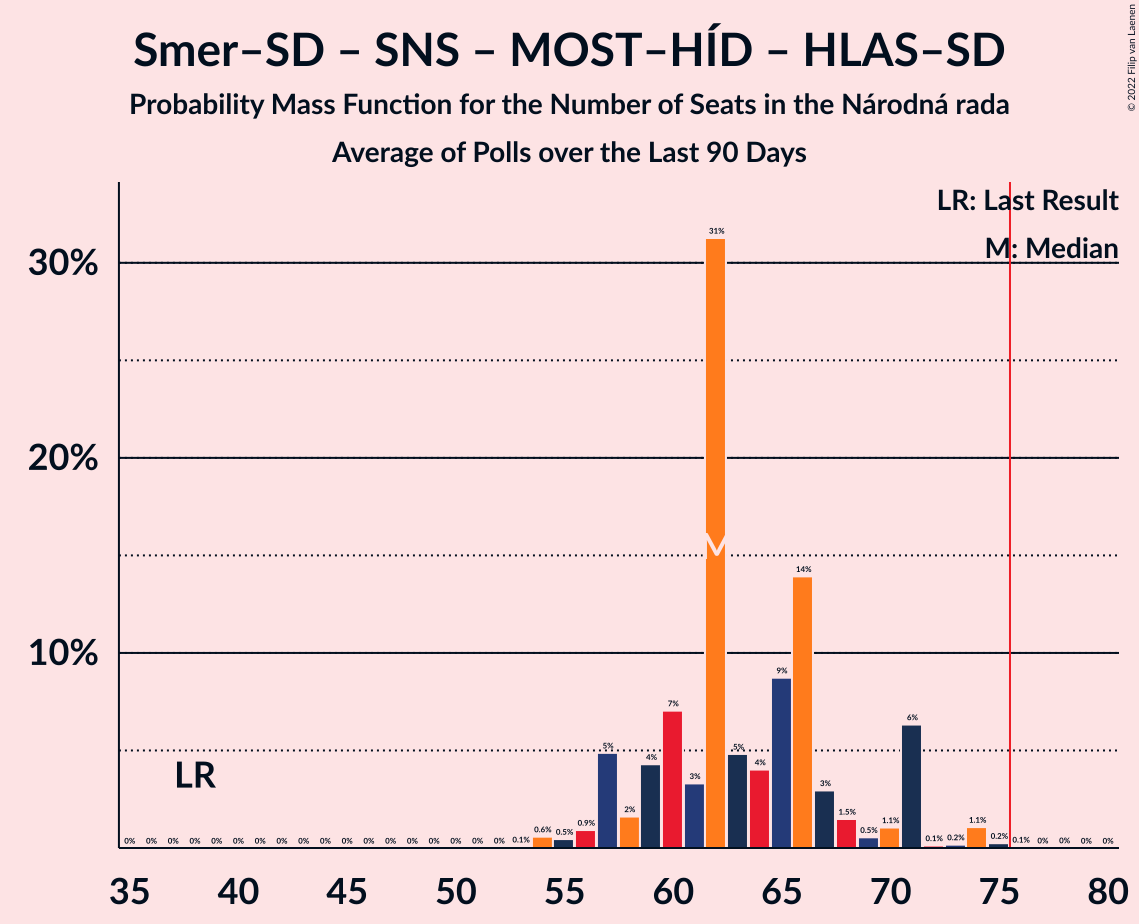 Smer–SD – SNS – MOST–HÍD – HLAS–SD
Probability Mass Function for the Number of Seats in the Národná rada
Average of Polls over the Last 90 Days
© 2022 Filip van Laenen
LR: Last Result
M: Median
30%
20%
10%
31%
M
14%
9%
7%
6%
5%
5%
4%
4%
3%
3%
2%
1.5%
1.1%
1.1%
LR
0% 0% 0% 0% 0% 0% 0% 0% 0% 0% 0% 0% 0% 0% 0% 0% 0% 0% 0.1% 0.6% 0.5% 0.9% 0.5% 0.1% 0.2% 0.2% 0.1% 0% 0% 0% 0%
35 40 45 50 55 60 65 70 75 80